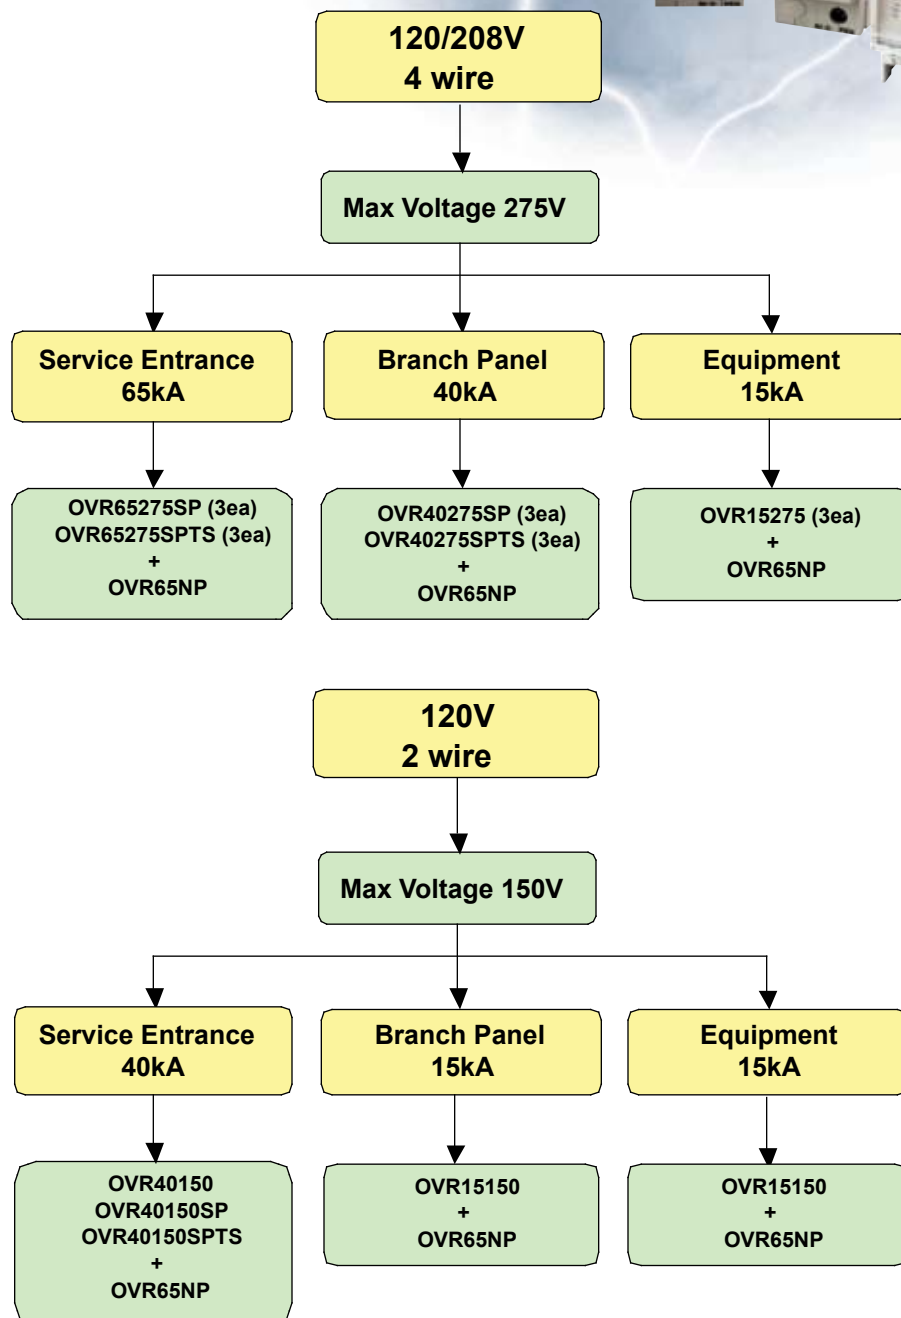 120/208V
4 wire
Max Voltage 275V
Service Entrance
65kA
Branch Panel
40kA
Equipment
15kA
OVR65275SP (3ea)
OVR65275SPTS (3ea)
+
OVR65NP
OVR40275SP (3ea)
OVR40275SPTS (3ea)
+
OVR65NP
OVR15275 (3ea)
+
OVR65NP
120V
2 wire
Max Voltage 150V
Service Entrance
40kA
Branch Panel
15kA
Equipment
15kA
OVR40150
OVR40150SP
OVR40150SPTS
+
OVR65NP
OVR15150
+
OVR65NP
OVR15150
+
OVR65NP